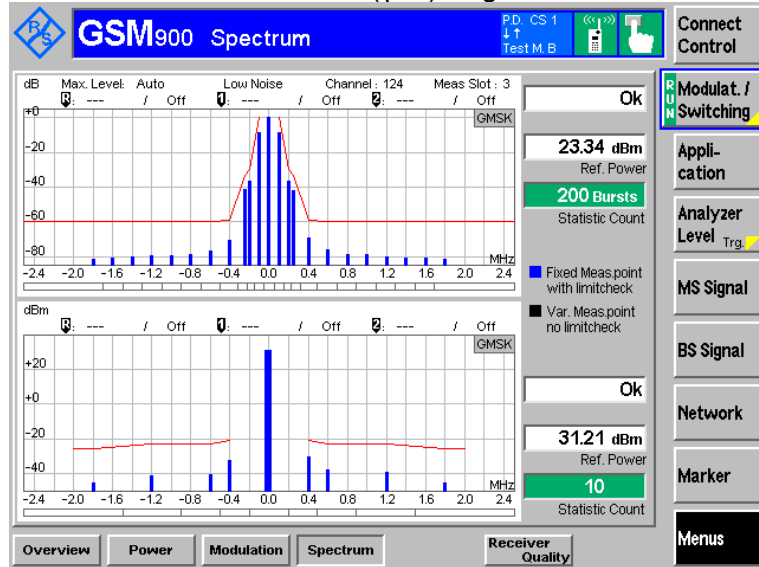 GSM900 Spectrum
P.D. CS 1
Test M. B
Connect Control
dB Max. Level: Auto Low Noise Channel : 124 Meas Slot : 3
R: --- / Off 1: --- / Off 2: --- / Off
GMSK
+0
-20
-40
-60
-80
MHz
-2.4 -2.0 -1.6 -1.2 -0.8 -0.4 0.0 0.4 0.8 1.2 1.6 2.0 2.4
Ok
23.34 dBm
Ref. Power
200 Bursts
Statistic Count
Fixed Meas.point
with limitcheck
Var. Meas.point
no limitcheck
dBm
R: --- / Off 1: --- / Off 2: --- / Off
GMSK
+20
+0
-20
-40
MHz
-2.4 -2.0 -1.6 -1.2 -0.8 -0.4 0.0 0.4 0.8 1.2 1.6 2.0 2.4
Ok
31.21 dBm
Ref. Power
10
Statistic Count
RUN
Modulat. /
Switching
Appli-
cation
Analyzer
Level Trg.
MS Signal
BS Signal
Network
Marker
Menus
Overview Power Modulation Spectrum Receiver
Quality